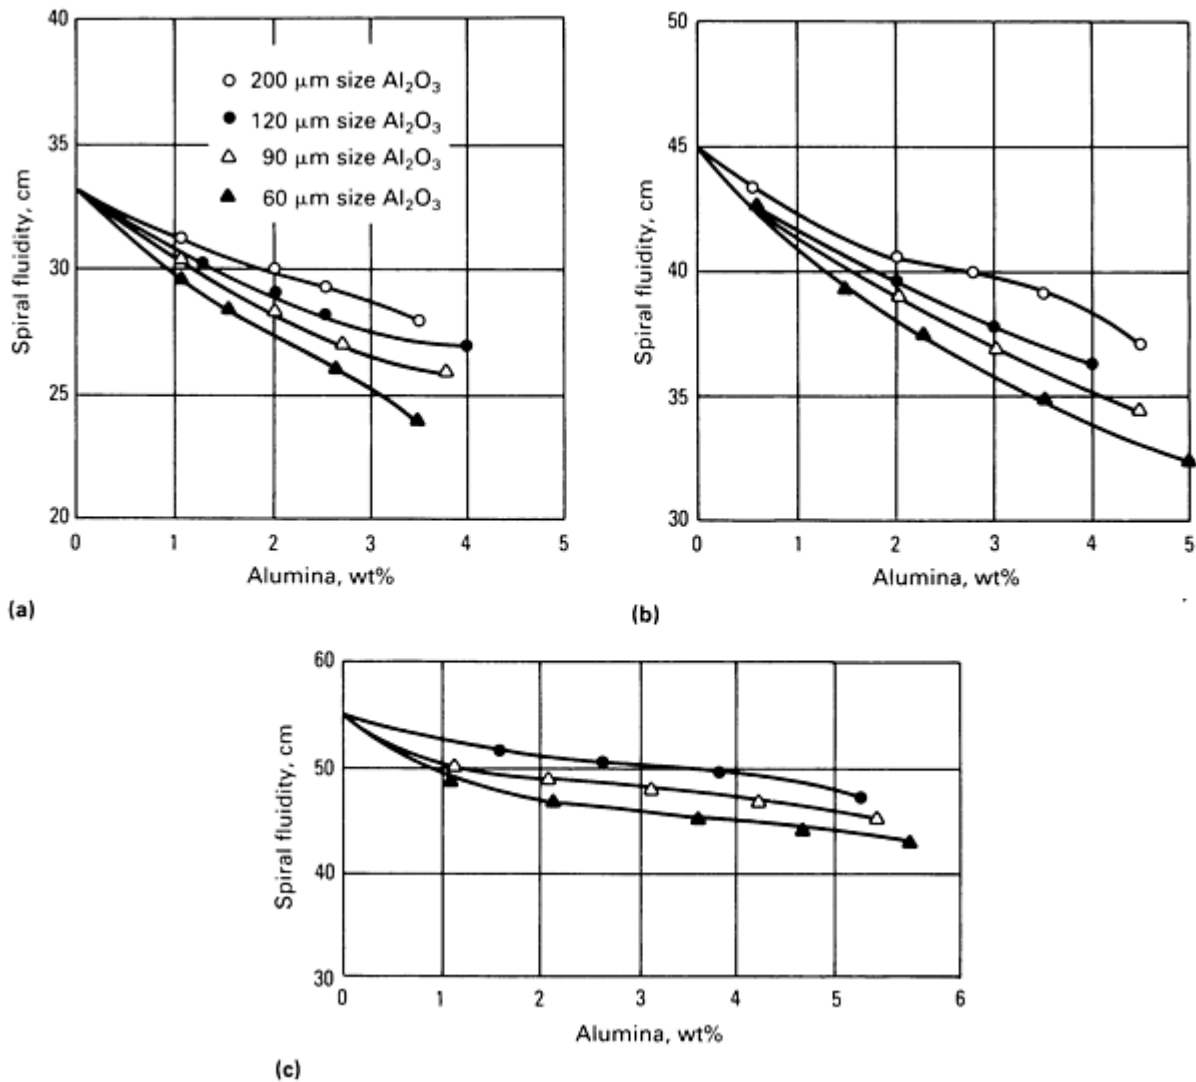 40
35
30
25
20
Spiral fluidity, cm
200 μm size Al₂O₃
120 μm size Al₂O₃
90 μm size Al₂O₃
60 μm size Al₂O₃
0 1 2 3 4 5
Alumina, wt%
(a)
50
45
40
35
30
Spiral fluidity, cm
0 1 2 3 4 5
Alumina, wt%
(b)
60
50
40
30
Spiral fluidity, cm
0 1 2 3 4 5 6
Alumina, wt%
(c)